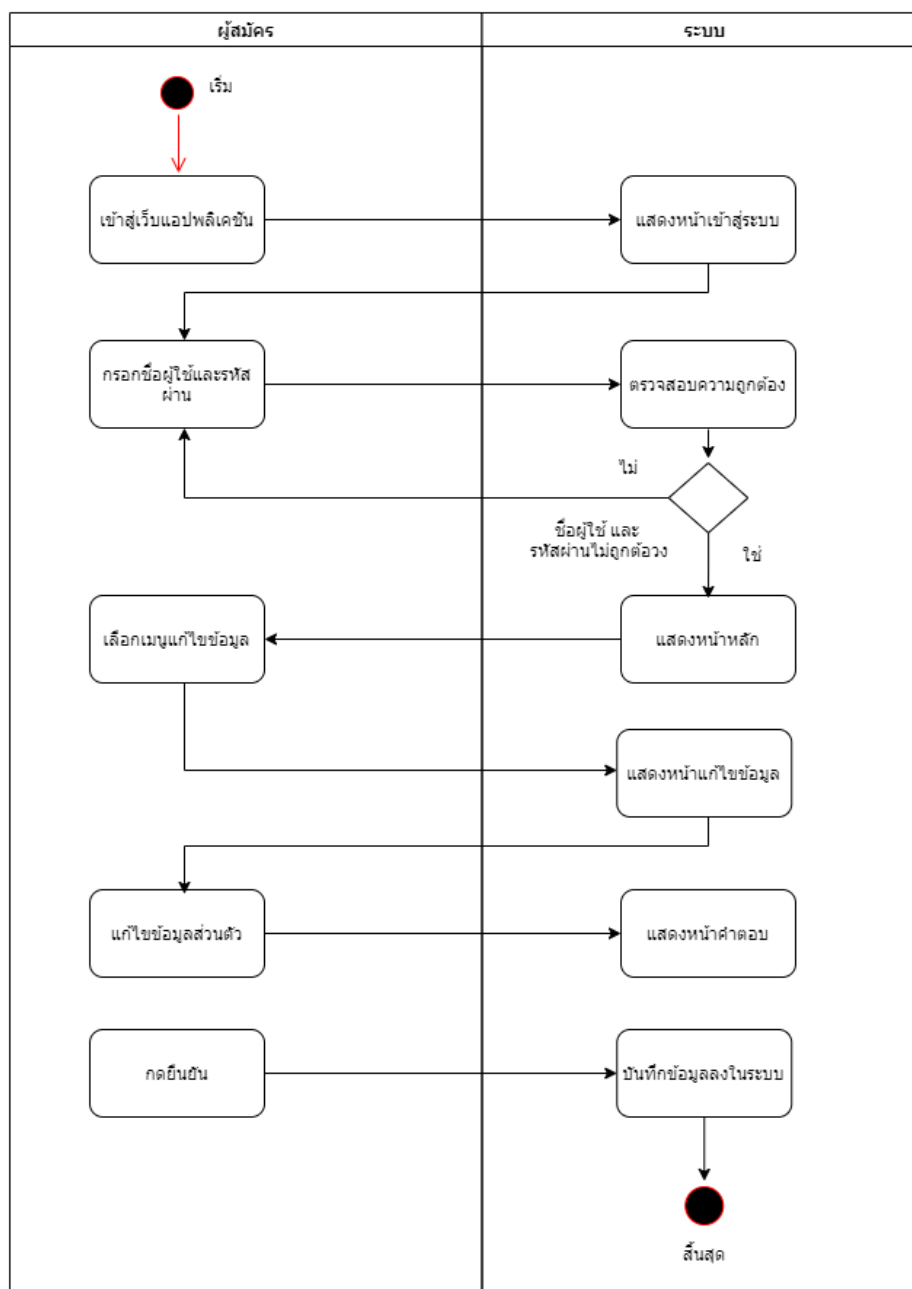 ผู้สมัคร
ระบบ
เริ่ม
เข้าสู่เว็บแอปพลิเคชัน
แสดงหน้าเข้าสู่ระบบ
กรอกชื่อผู้ใช้และรหัส
ผ่าน
ตรวจสอบความถูกต้อง
ไม่
ชื่อผู้ใช้ และ
รหัสผ่านไม่ถูกต้อวง
ใช่
เลือกเมนูแก้ไขข้อมูล
แสดงหน้าหลัก
แสดงหน้าแก้ไขข้อมูล
แก้ไขข้อมูลส่วนตัว
แสดงหน้าคำตอบ
กดยืนยัน
บันทึกข้อมูลลงในระบบ
สิ้นสุด